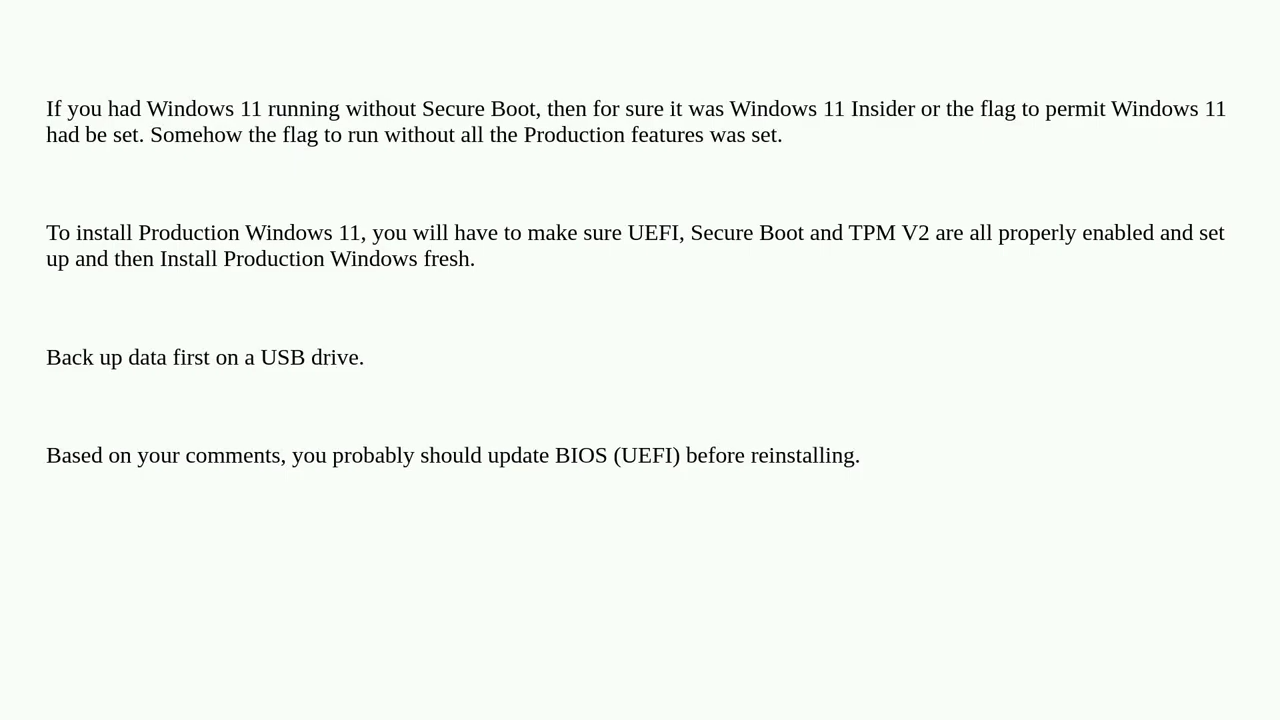 If you had Windows 11 running without Secure Boot, then for sure it was Windows 11 Insider or the flag to permit Windows 11
had be set. Somehow the flag to run without all the Production features was set.
To install Production Windows 11, you will have to make sure UEFI, Secure Boot and TPM V2 are all properly enabled and set
up and then Install Production Windows fresh.
Back up data first on a USB drive.
Based on your comments, you probably should update BIOS (UEFI) before reinstalling.